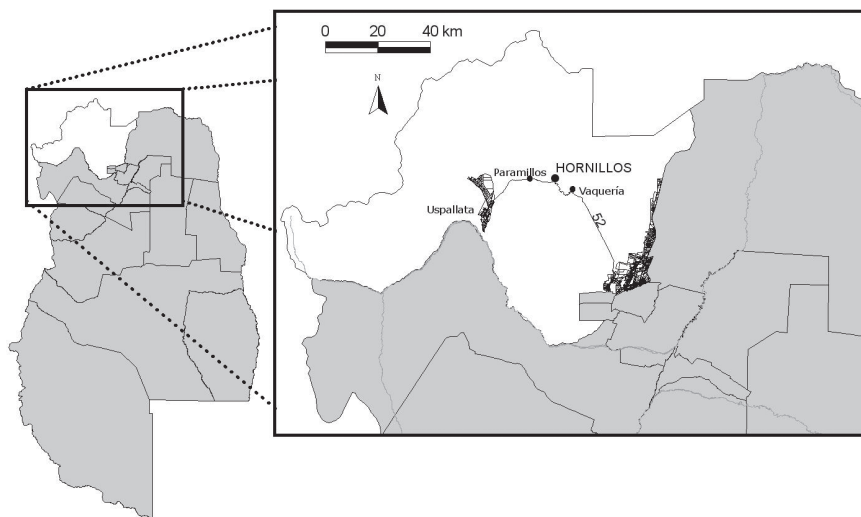 0 20 40 km
N
Paramillos HORNILLOS
Vaquería
Uspallata
52